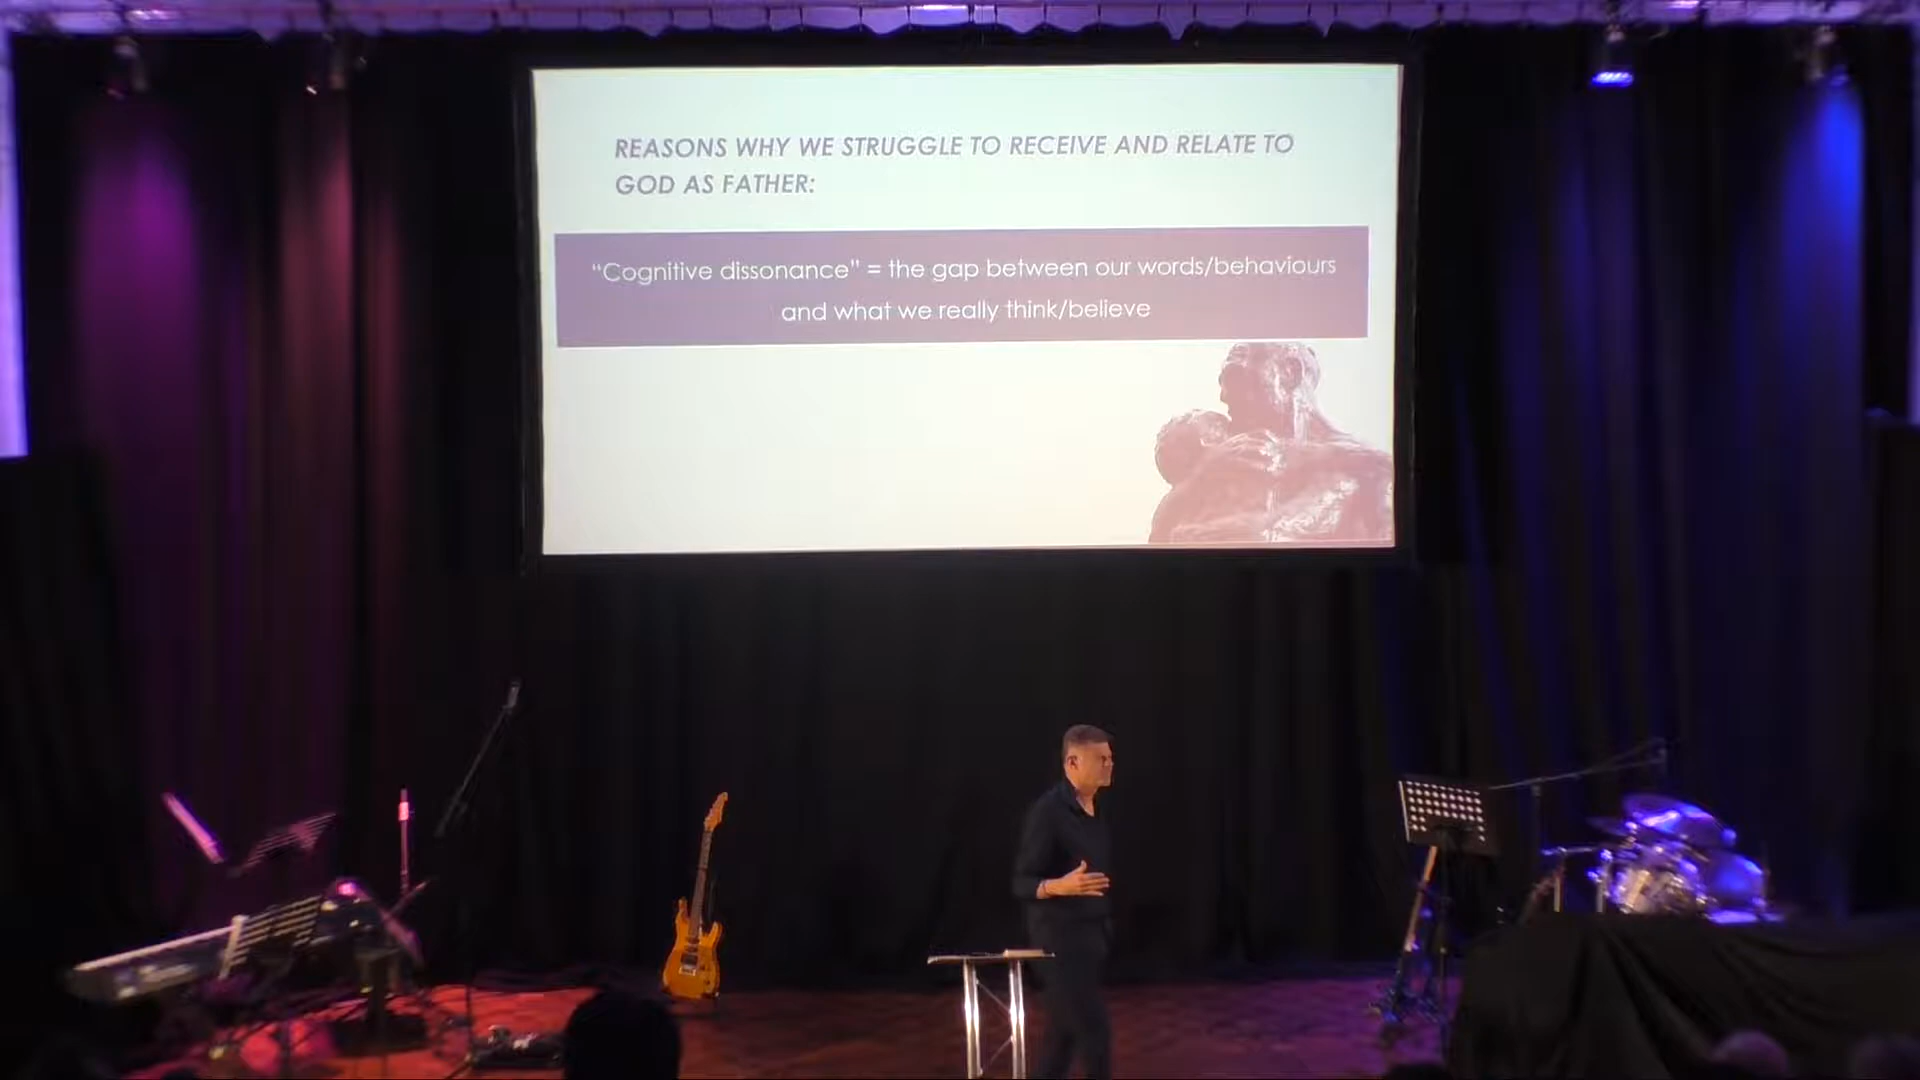 REASONS WHY WE STRUGGLE TO RECEIVE AND RELATE TO
GOD AS FATHER:
“Cognitive dissonance” = the gap between our words/behaviours
and what we really think/believe